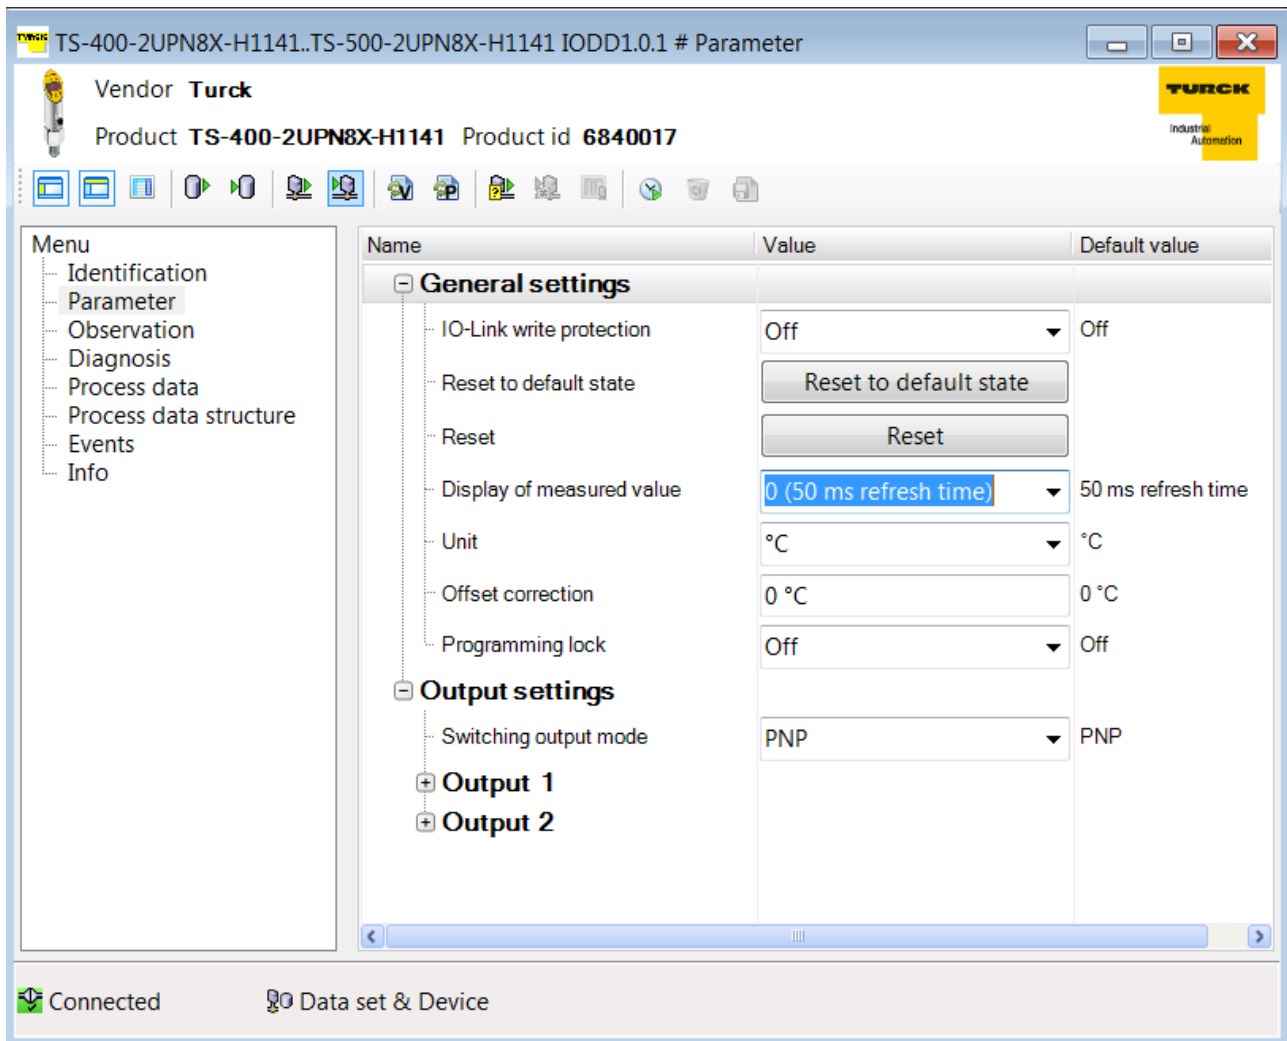 TURCK TS-400-2UPN8X-H1141..TS-500-2UPN8X-H1141 IODD1.0.1 # Parameter
Vendor Turck
Product TS-400-2UPN8X-H1141 Product id 6840017
TURCK
Industrial
Automation
V P ?
Menu
Identification
Parameter
Observation
Diagnosis
Process data
Process data structure
Events
Info
Name Value Default value
General settings
IO-Link write protection Off Off
Reset to default state Reset to default state
Reset Reset
Display of measured value 0 (50 ms refresh time) 50 ms refresh time
Unit °C °C
Offset correction 0 °C 0 °C
Programming lock Off Off
Output settings
Switching output mode PNP PNP
Output 1
Output 2
Connected Data set & Device